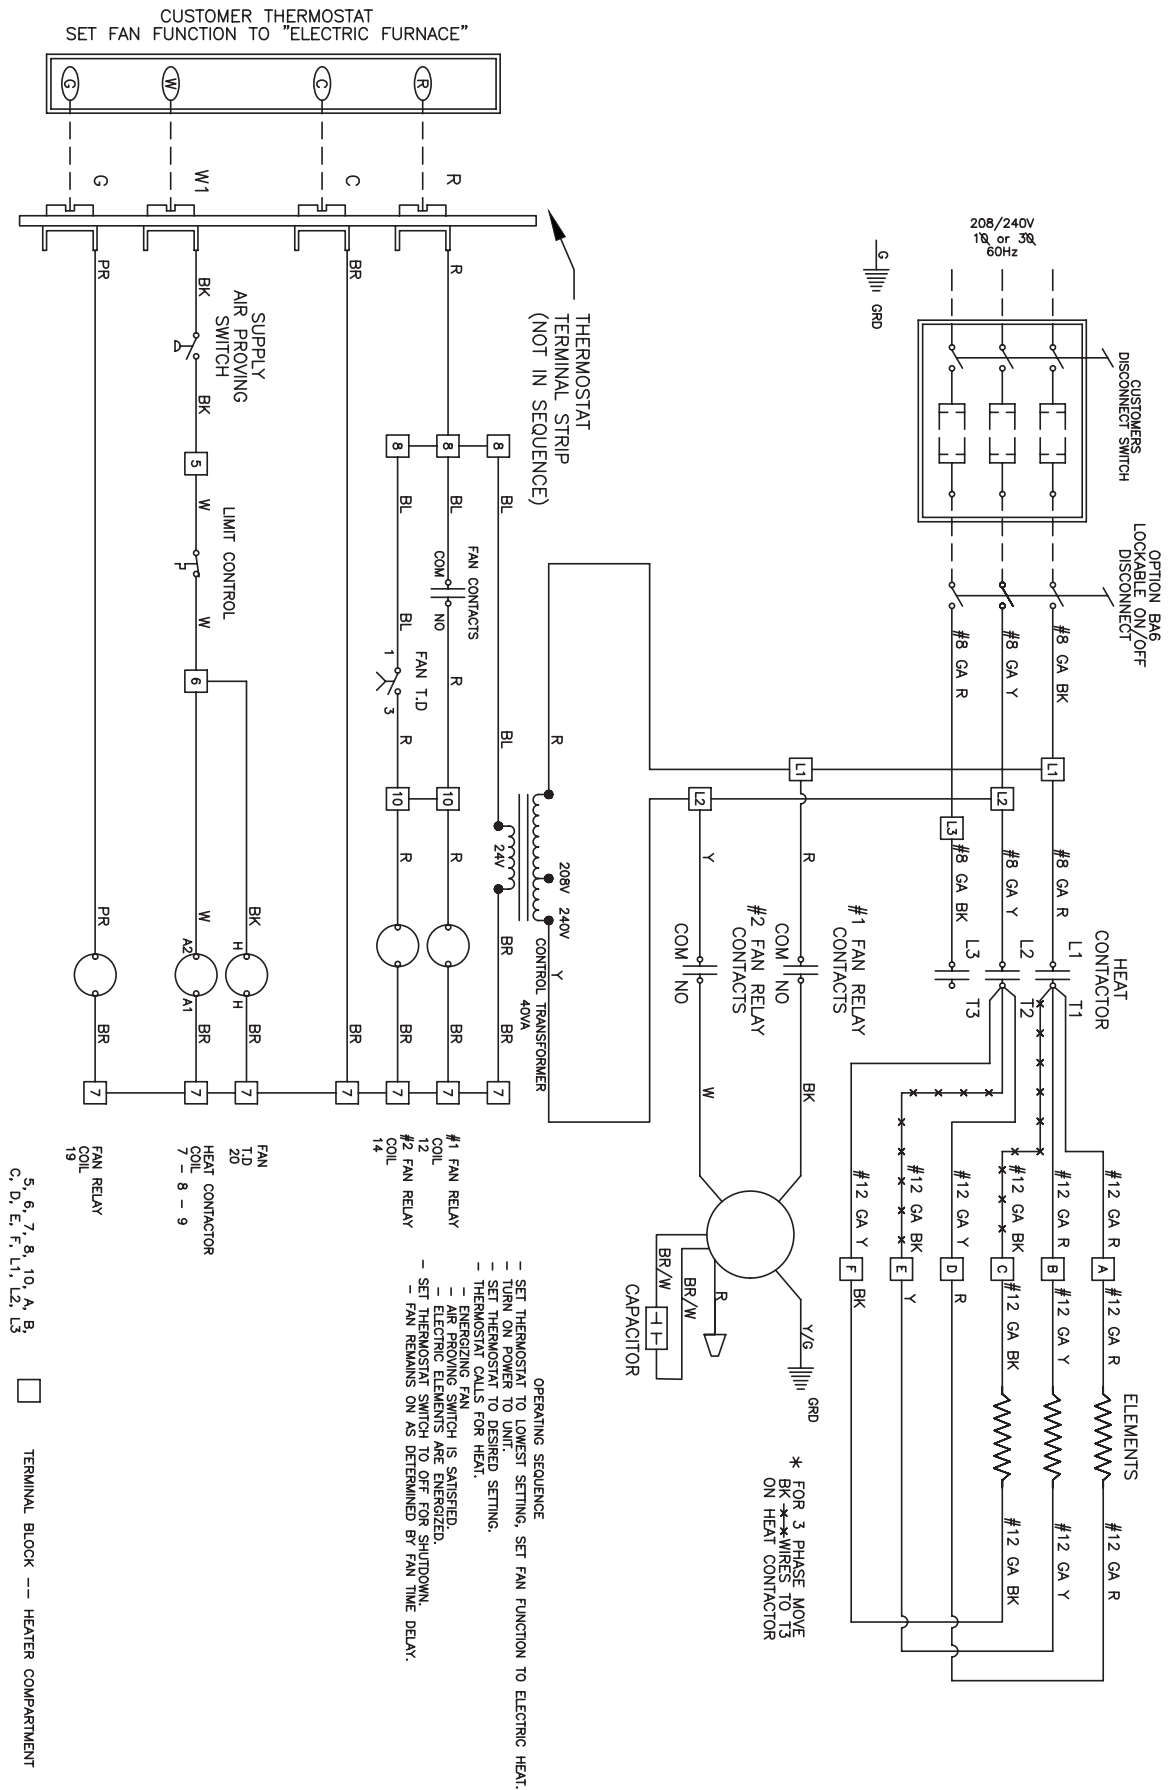 CUSTOMER THERMOSTAT
SET FAN FUNCTION TO "ELECTRIC FURNACE"
G
W
C
R
G
W1
C
R
THERMOSTAT
TERMINAL STRIP
(NOT IN SEQUENCE)
208/240V
1Ø or 3Ø
60Hz
G
GRD
CUSTOMERS
DISCONNECT SWITCH
OPTION BA6
LOCKABLE ON/OFF
DISCONNECT
#8 GA BK
#8 GA Y
#8 GA R
L1
L2
L3
#8 GA R
#8 GA Y
#8 GA BK
HEAT
CONTACTOR
L1
L2
L3
T1
T2
T3
#12 GA R
#12 GA R
#12 GA BK
#12 GA Y
#12 GA BK
#12 GA Y
A
B
C
D
E
F
#12 GA R
#12 GA Y
#12 GA BK
R
Y
BK
ELEMENTS
#12 GA R
#12 GA Y
#12 GA BK
* FOR 3 PHASE MOVE
BK -x-x-WIRES TO T3
ON HEAT CONTACTOR
L1
L2
R
Y
#1 FAN RELAY
CONTACTS
COM
NO
#2 FAN RELAY
CONTACTS
COM
NO
BK
W
Y/G
GRD
R
BR/W
BR/W
CAPACITOR
R
208V
240V
Y
24V
CONTROL TRANSFORMER
40VA
PR
BK
BR
R
SUPPLY
AIR PROVING
SWITCH
BK
5
W
LIMIT CONTROL
W
6
8
8
8
BL
BL
BL
FAN CONTACTS
COM
NO
BL
1
FAN T.D
3
R
R
BL
10
10
R
R
BR
BR
BR
BR
7
7
7
7
7
7
7
PR
W
BK
A2
A1
H
H
BR
BR
BR
#1 FAN RELAY
COIL
12
#2 FAN RELAY
COIL
14
FAN
T.D
20
HEAT CONTACTOR
COIL
7 - 8 - 9
FAN RELAY
COIL
19
OPERATING SEQUENCE
- SET THERMOSTAT TO LOWEST SETTING, SET FAN FUNCTION TO ELECTRIC HEAT.
- TURN ON POWER TO UNIT.
- SET THERMOSTAT TO DESIRED SETTING.
- THERMOSTAT CALLS FOR HEAT.
- ENERGIZING FAN
- AIR PROVING SWITCH IS SATISFIED.
- ELECTRIC ELEMENTS ARE ENERGIZED.
- SET THERMOSTAT SWITCH TO OFF FOR SHUTDOWN.
- FAN REMAINS ON AS DETERMINED BY FAN TIME DELAY.
5, 6, 7, 8, 10, A, B,
C, D, E, F, L1, L2, L3
TERMINAL BLOCK -- HEATER COMPARTMENT